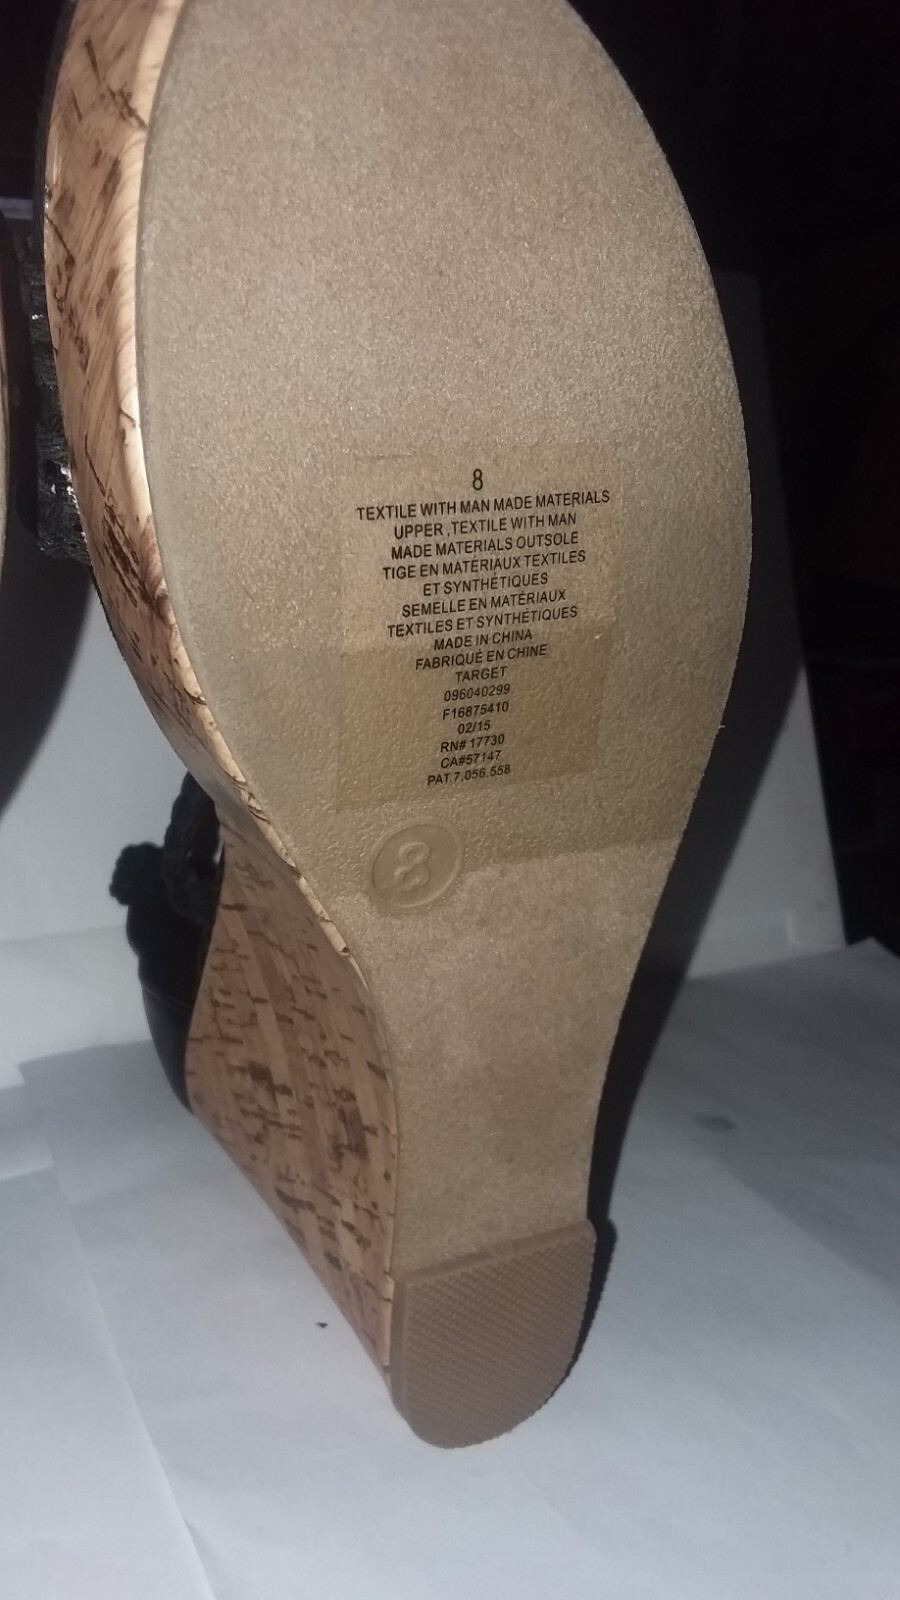 8
TEXTILE WITH MAN MADE MATERIALS
UPPER ,TEXTILE WITH MAN
MADE MATERIALS OUTSOLE
TIGE EN MATÉRIAUX TEXTILES
ET SYNTHÉTIQUES
SEMELLE EN MATÉRIAUX
TEXTILES ET SYNTHÉTIQUES
MADE IN CHINA
FABRIQUÉ EN CHINE
TARGET
096040299
F16875410
02/15
RN# 17730
CA#57147
PAT.7,056.558
8